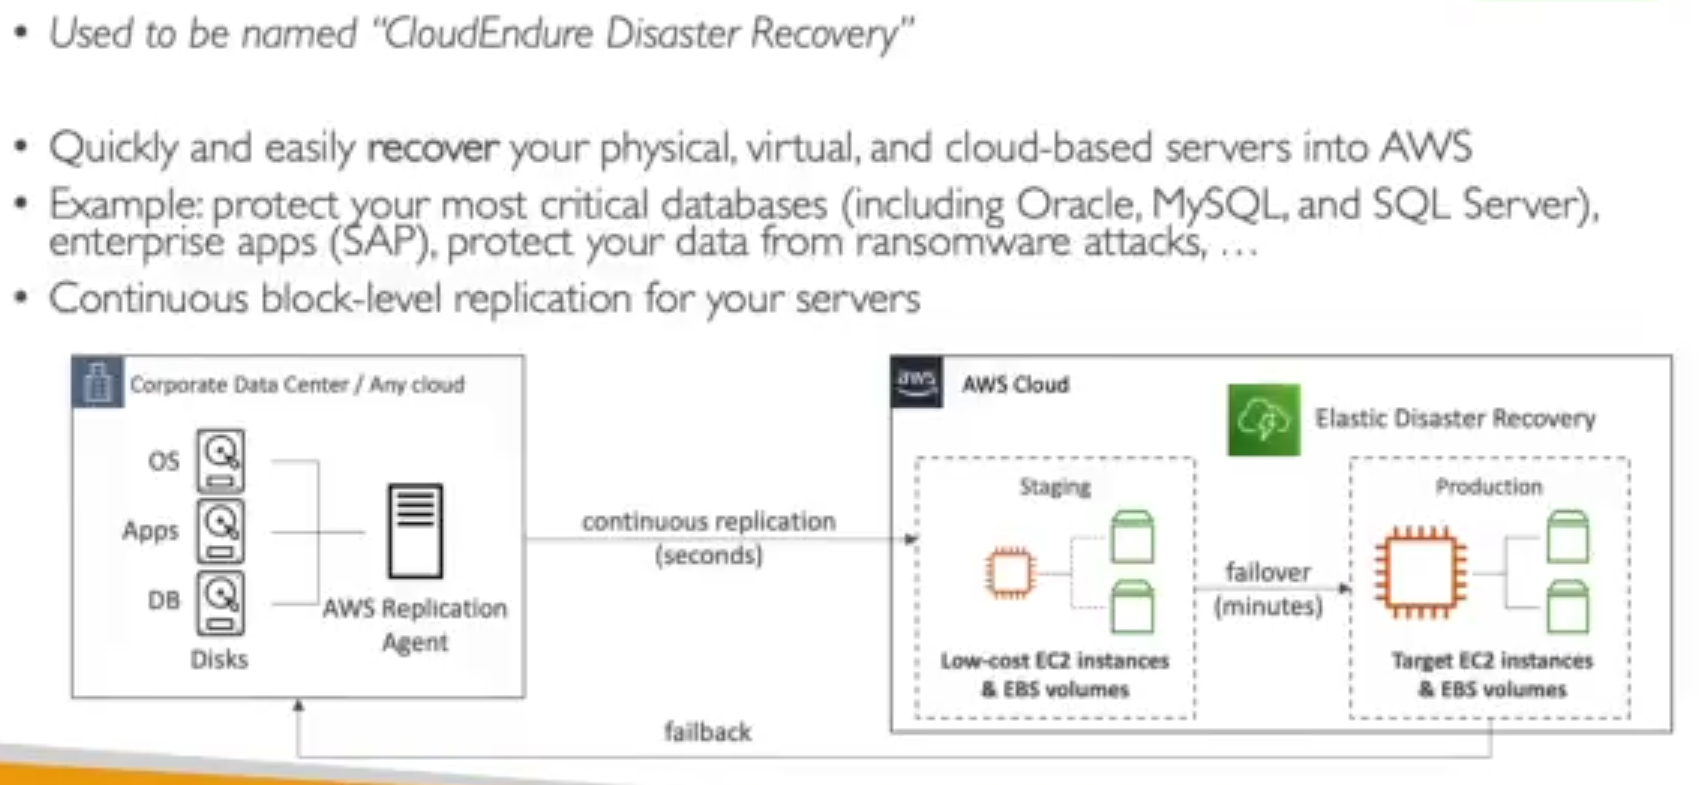 • Used to be named “CloudEndure Disaster Recovery”
• Quickly and easily recover your physical, virtual, and cloud-based servers into AWS
• Example: protect your most critical databases (including Oracle, MySQL, and SQL Server),
enterprise apps (SAP), protect your data from ransomware attacks, …
• Continuous block-level replication for your servers
Corporate Data Center / Any cloud
OS
Apps
DB
Disks
AWS Replication
Agent
continuous replication
(seconds)
aws
AWS Cloud
Elastic Disaster Recovery
Staging
Low-cost EC2 instances
& EBS volumes
failover
(minutes)
Production
Target EC2 instances
& EBS volumes
failback